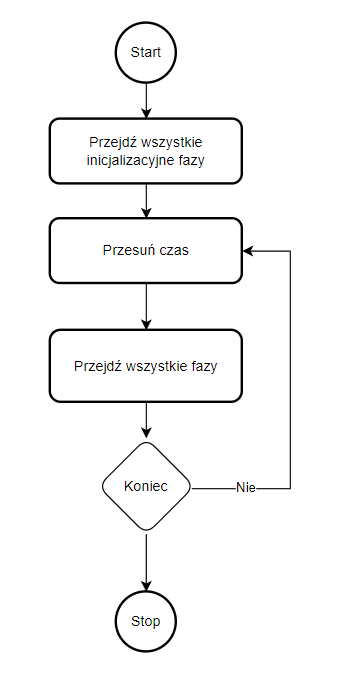 Start
Przejdź wszystkie
inicjalizacyjne fazy
Przesuń czas
Przejdź wszystkie fazy
Koniec
Nie
Stop